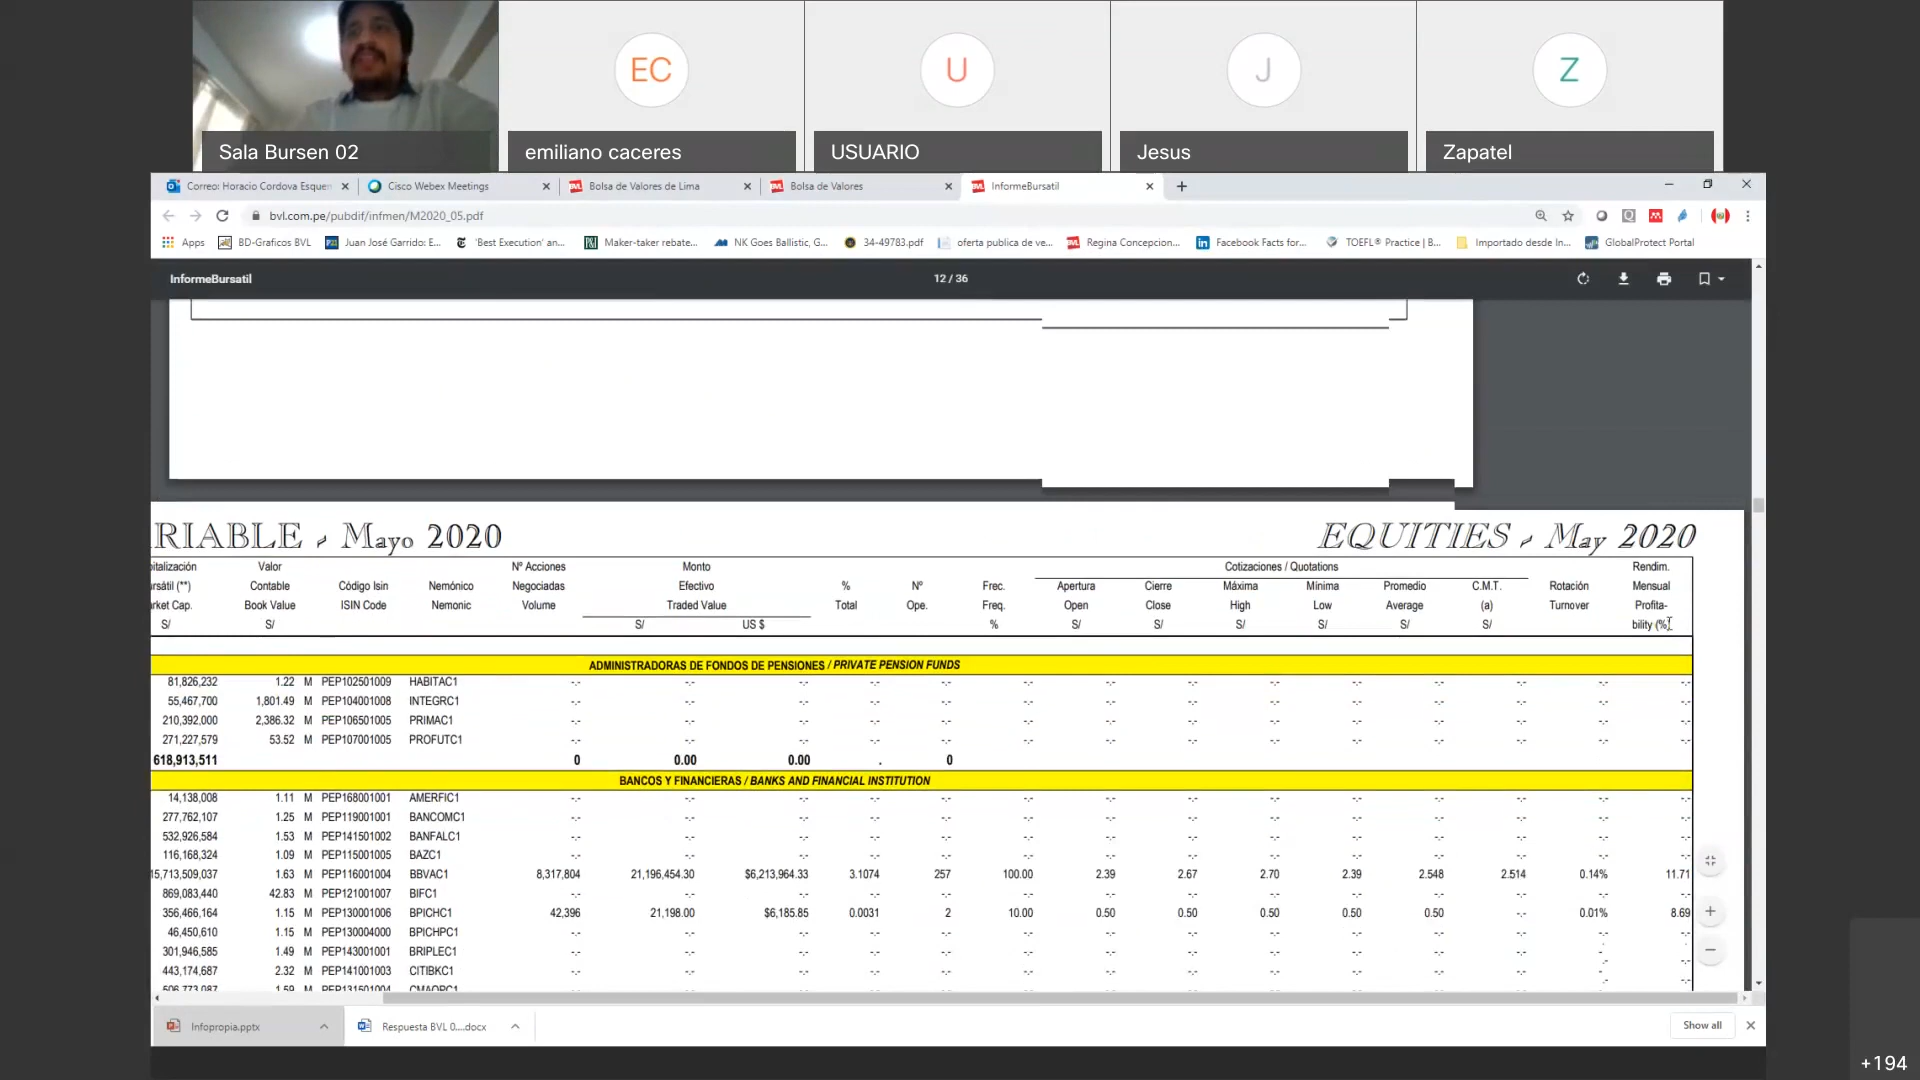 EC
U
J
Z
Sala Bursen 02
emiliano caceres
USUARIO
Jesus
Zapatel
Correo: Horacio Cordova Esquen
Cisco Webex Meetings
Bolsa de Valores de Lima
Bolsa de Valores
InformeBursatil
bvl.com.pe/pubdif/infmen/M2020_05.pdf
Apps
BD-Graficos BVL
Juan José Garrido: E...
'Best Execution' an...
Maker-taker rebate...
NK Goes Ballistic, G...
34-49783.pdf
oferta publica de ve...
Regina Concepcion...
Facebook Facts for...
TOEFL® Practice | B...
Importado desde In...
GlobalProtect Portal
InformeBursatil
12 / 36
RIABLE - Mayo 2020
EQUITIES - May 2020
italización Valor Nº Acciones Monto Cotizaciones / Quotations Rendim.
rsátil (**) Contable Código Isin Nemónico Negociadas Efectivo % Nº Frec. Apertura Cierre Máxima Mínima Promedio C.M.T. Rotación Mensual
rket Cap. Book Value ISIN Code Nemonic Volume Traded Value Total Ope. Freq. Open Close High Low Average (a) Turnover Profita-
S/ S/ S/ US $ % S/ S/ S/ S/ S/ S/ bility (%)
ADMINISTRADORAS DE FONDOS DE PENSIONES / PRIVATE PENSION FUNDS
81,826,232 1.22 M PEP102501009 HABITAC1 -.- -.- -.- -.- -.- -.- -.- -.- -.- -.- -.- -.- -.- -.-
55,467,700 1,801.49 M PEP104001008 INTEGRC1 -.- -.- -.- -.- -.- -.- -.- -.- -.- -.- -.- -.- -.- -.-
210,392,000 2,386.32 M PEP106501005 PRIMAC1 -.- -.- -.- -.- -.- -.- -.- -.- -.- -.- -.- -.- -.- -.-
271,227,579 53.52 M PEP107001005 PROFUTC1 -.- -.- -.- -.- -.- -.- -.- -.- -.- -.- -.- -.- -.- -.-
618,913,511 0 0.00 0.00 . 0
BANCOS Y FINANCIERAS / BANKS AND FINANCIAL INSTITUTION
14,138,008 1.11 M PEP168001001 AMERFIC1 -.- -.- -.- -.- -.- -.- -.- -.- -.- -.- -.- -.- -.- -.-
277,762,107 1.25 M PEP119001001 BANCOMC1 -.- -.- -.- -.- -.- -.- -.- -.- -.- -.- -.- -.- -.- -.-
532,926,584 1.53 M PEP141501002 BANFALC1 -.- -.- -.- -.- -.- -.- -.- -.- -.- -.- -.- -.- -.- -.-
116,168,324 1.09 M PEP115001005 BAZC1 -.- -.- -.- -.- -.- -.- -.- -.- -.- -.- -.- -.- -.- -.-
15,713,509,037 1.63 M PEP116001004 BBVAC1 8,317,804 21,196,454.30 $6,213,964.33 3.1074 257 100.00 2.39 2.67 2.70 2.39 2.548 2.514 0.14% 11.71
869,083,440 42.83 M PEP121001007 BIFC1 -.- -.- -.- -.- -.- -.- -.- -.- -.- -.- -.- -.- -.- -.-
356,466,164 1.15 M PEP130001006 BPICHC1 42,396 21,198.00 $6,185.85 0.0031 2 10.00 0.50 0.50 0.50 0.50 0.50 -.- 0.01% 8.69
46,450,610 1.15 M PEP130004000 BPICHPC1 -.- -.- -.- -.- -.- -.- -.- -.- -.- -.- -.- -.- -.- -.-
301,946,585 1.49 M PEP143001001 BRIPLEC1 -.- -.- -.- -.- -.- -.- -.- -.- -.- -.- -.- -.- -.- -.-
443,174,687 2.32 M PEP141001003 CITIBKC1 -.- -.- -.- -.- -.- -.- -.- -.- -.- -.- -.- -.- -.- -.-
Infopropia.pptx
Respuesta BVL 0....docx
Show all
+194